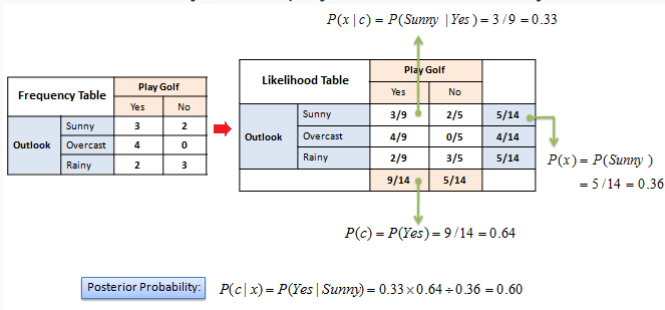 P(x | c) = P(Sunny | Yes) = 3/9 = 0.33
Frequency Table
Play Golf
Yes No
Outlook
Sunny 3 2
Overcast 4 0
Rainy 2 3
Likelihood Table
Play Golf
Yes No
Outlook
Sunny 3/9 2/5 5/14
Overcast 4/9 0/5 4/14
Rainy 2/9 3/5 5/14
9/14 5/14
P(x) = P(Sunny)
= 5/14 = 0.36
P(c) = P(Yes) = 9/14 = 0.64
Posterior Probability: P(c | x) = P(Yes | Sunny) = 0.33 × 0.64 ÷ 0.36 = 0.60